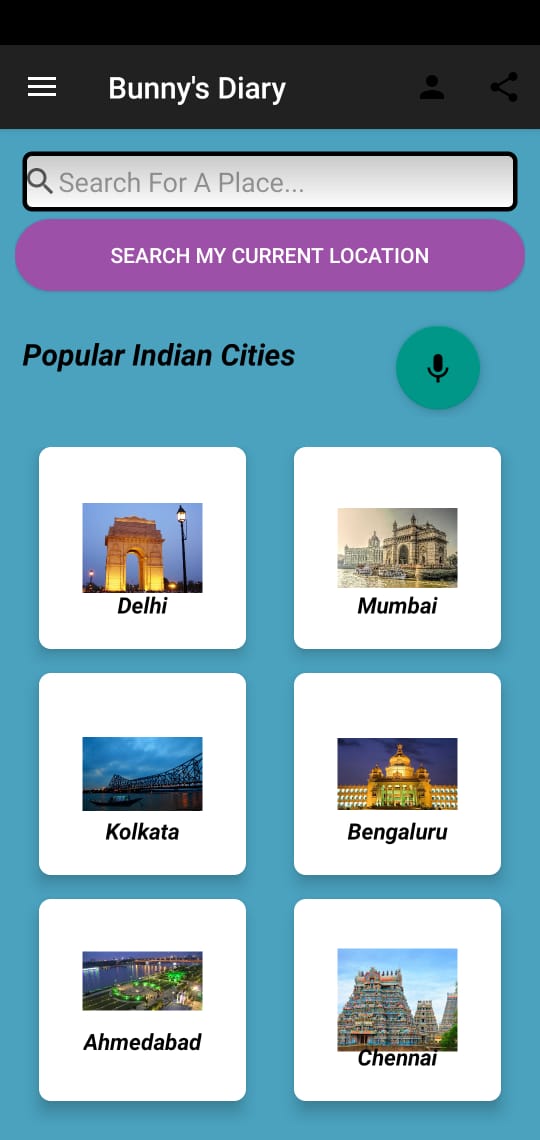 Bunny's Diary
Search For A Place...
SEARCH MY CURRENT LOCATION
Popular Indian Cities
Delhi
Mumbai
Kolkata
Bengaluru
Ahmedabad
Chennai